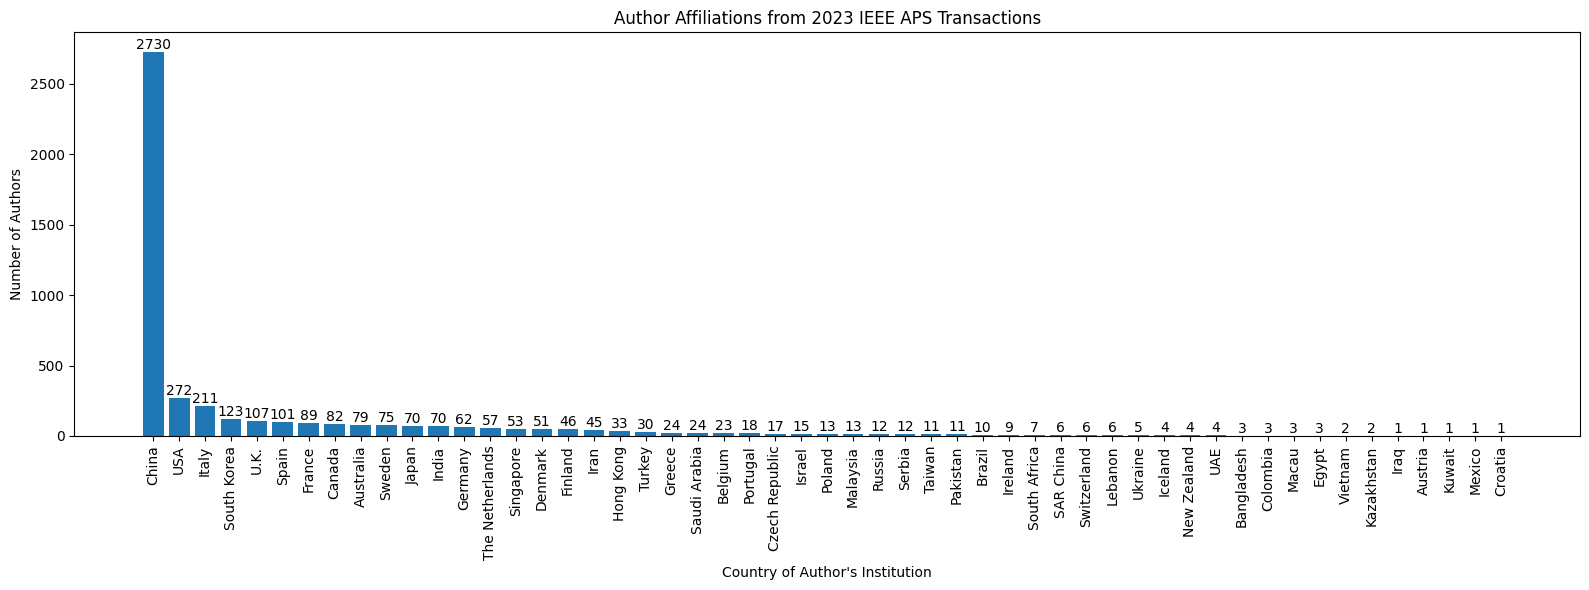 Author Affiliations from 2023 IEEE APS Transactions
Number of Authors
2500
2000
1500
1000
500
0
2730
272
211
123
107
101
89
82
79
75
70
70
62
57
53
51
46
45
33
30
24
24
23
18
17
15
13
13
12
12
11
11
10
9
7
6
6
6
5
4
4
4
3
3
3
3
2
2
1
1
1
1
1
China
USA
Italy
South Korea
U.K.
Spain
France
Canada
Australia
Sweden
Japan
India
Germany
The Netherlands
Singapore
Denmark
Finland
Iran
Hong Kong
Turkey
Greece
Saudi Arabia
Belgium
Portugal
Czech Republic
Israel
Poland
Malaysia
Russia
Serbia
Taiwan
Pakistan
Brazil
Ireland
South Africa
SAR China
Switzerland
Lebanon
Ukraine
Iceland
New Zealand
UAE
Bangladesh
Colombia
Macau
Egypt
Vietnam
Kazakhstan
Iraq
Austria
Kuwait
Mexico
Croatia
Country of Author's Institution